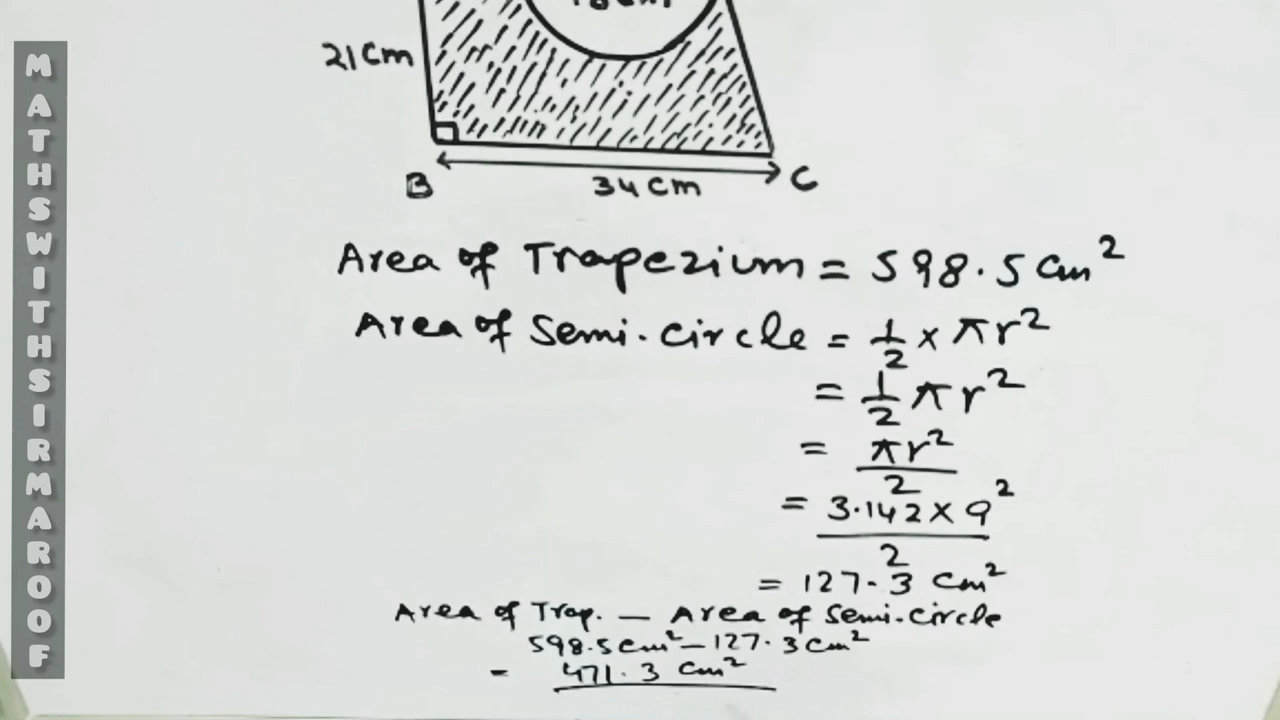 18cm
21cm
B
34cm
C
Area of Trapezium = 598.5cm²
Area of Semi-circle = 1/2 × πr²
= 1/2 πr²
= πr²/2
= 3.142×9²/2
= 127.3 cm²
Area of Trap. — Area of Semi-circle
598.5cm² – 127.3cm²
= 471.3 cm²
MATHSWITHSIRMAROOF